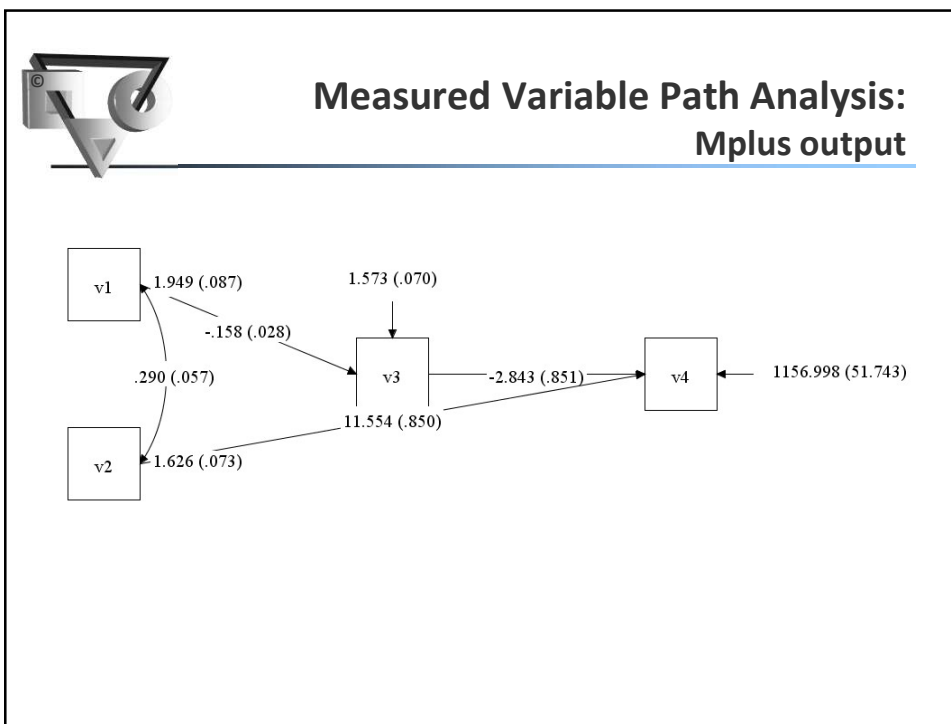 ©
Measured Variable Path Analysis:
Mplus output
v1
1.949 (.087)
1.573 (.070)
-.158 (.028)
.290 (.057)
v3
-2.843 (.851)
v4
1156.998 (51.743)
11.554 (.850)
v2
1.626 (.073)